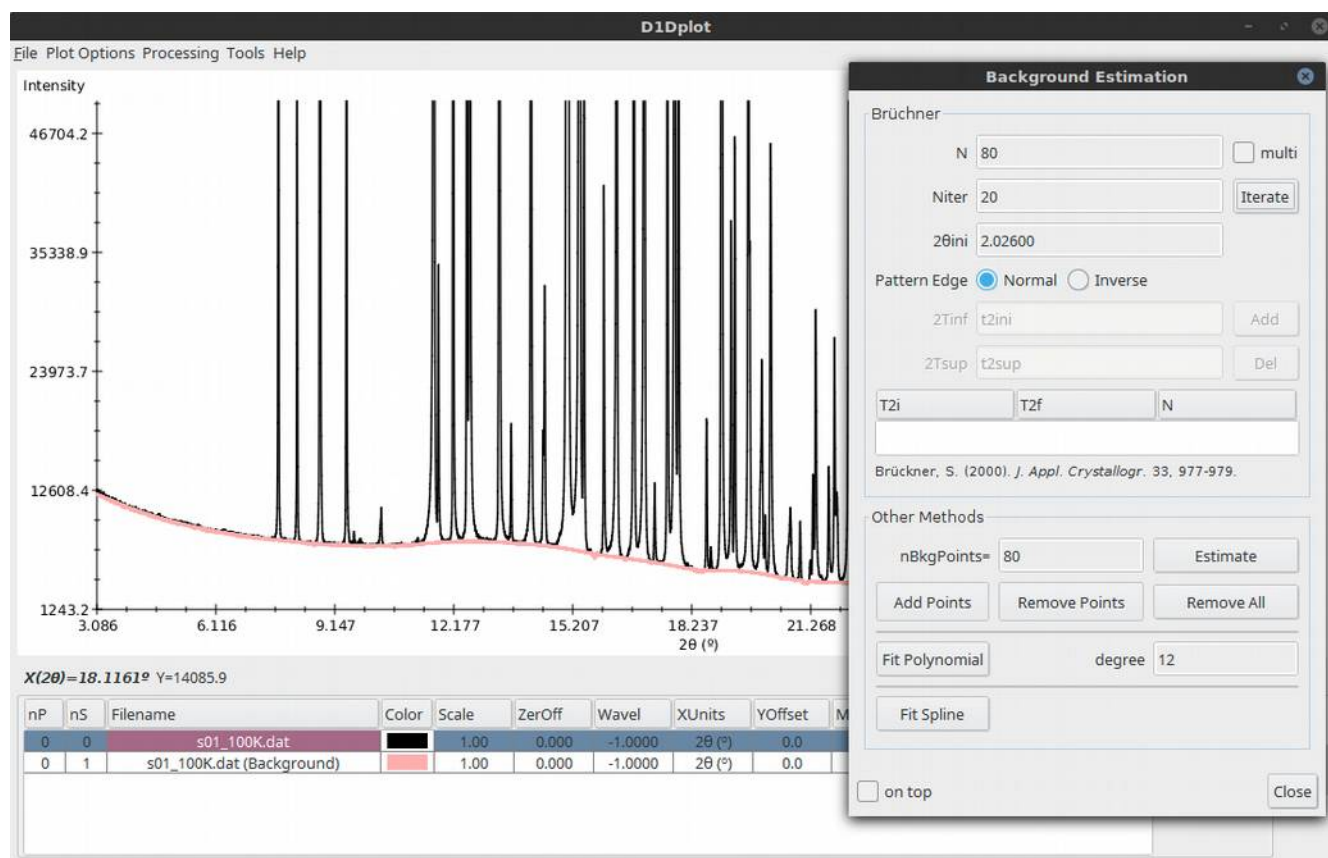 D1Dplot
File Plot Options Processing Tools Help
Intensity
46704.2
35338.9
23973.7
12608.4
1243.2
3.086 6.116 9.147 12.177 15.207 18.237 21.268
2θ (º)
X(2θ)=18.1161º Y=14085.9
nP nS Filename Color Scale ZerOff Wavel XUnits YOffset M
0 0 s01_100K.dat 1.00 0.000 -1.0000 2θ (º) 0.0
0 1 s01_100K.dat (Background) 1.00 0.000 -1.0000 2θ (º) 0.0
Background Estimation
Brüchner
N 80 multi
Niter 20 Iterate
2θini 2.02600
Pattern Edge Normal Inverse
2Tinf t2ini Add
2Tsup t2sup Del
T2i T2f N
Brückner, S. (2000). J. Appl. Crystallogr. 33, 977-979.
Other Methods
nBkgPoints= 80 Estimate
Add Points Remove Points Remove All
Fit Polynomial degree 12
Fit Spline
on top Close